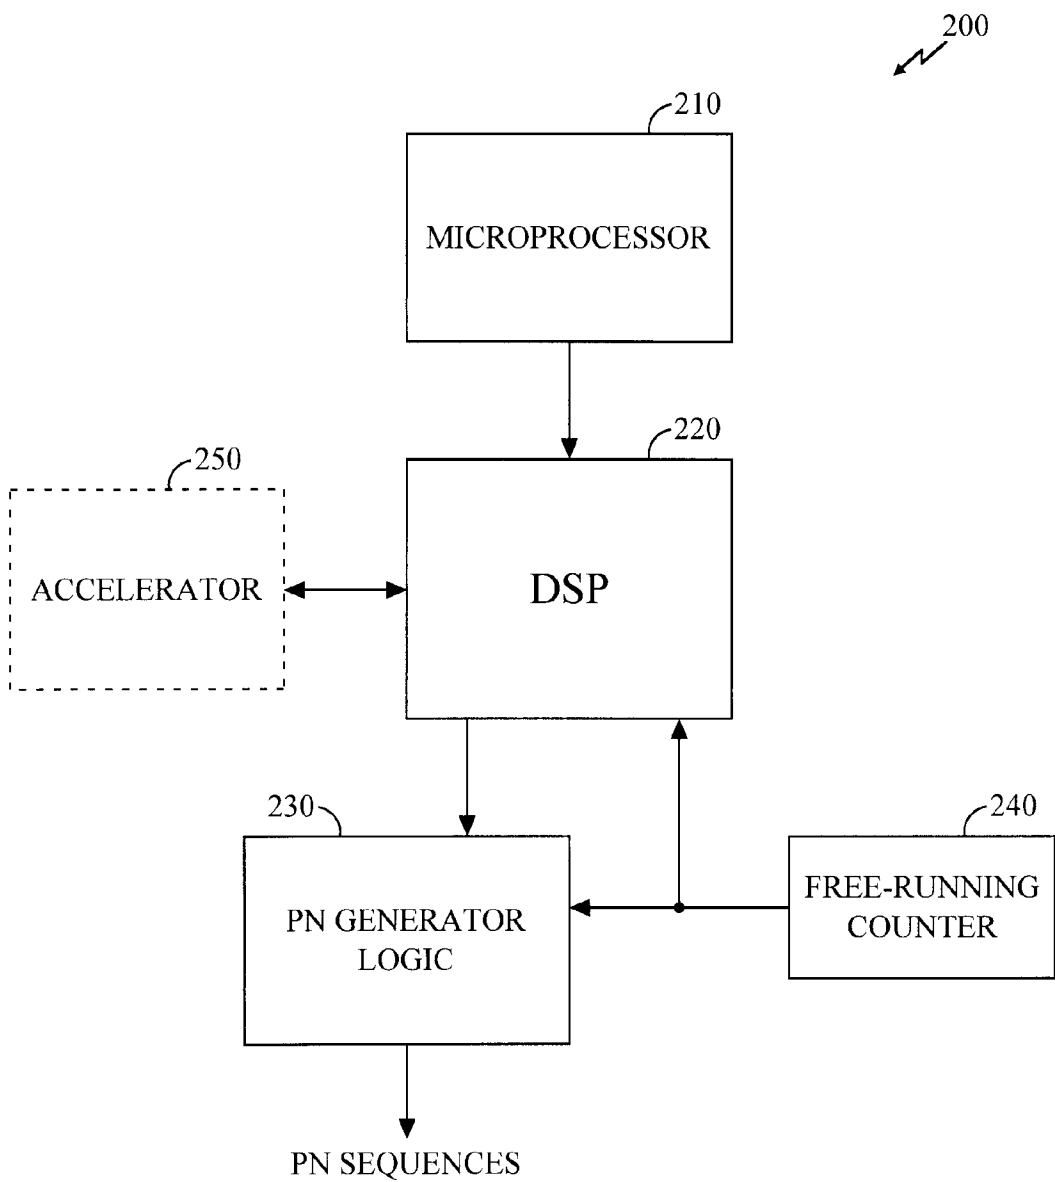 200
210
MICROPROCESSOR
220
250
ACCELERATOR
DSP
230
240
PN GENERATOR
LOGIC
FREE-RUNNING
COUNTER
PN SEQUENCES